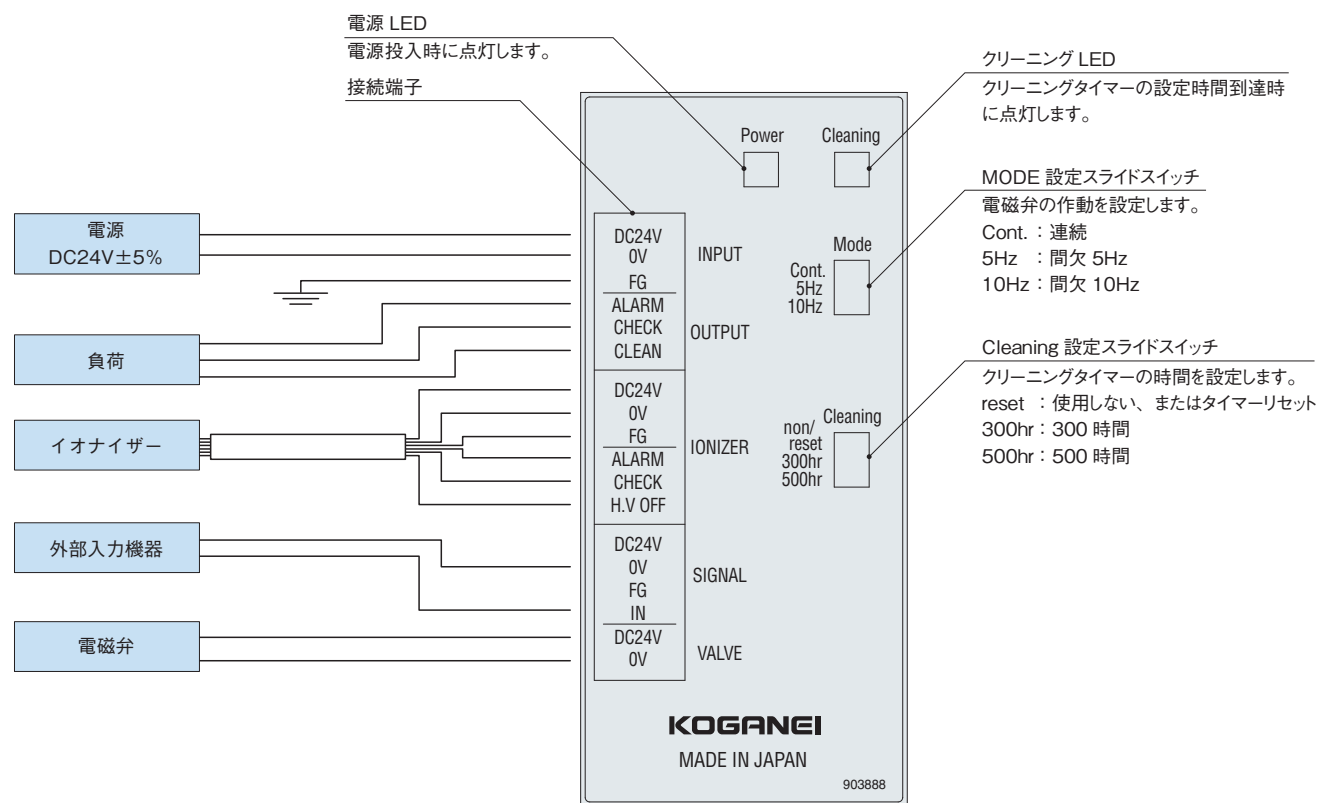 電源 LED
電源投入時に点灯します。
接続端子
クリーニング LED
クリーニングタイマーの設定時間到達時
に点灯します。
MODE 設定スライドスイッチ
電磁弁の作動を設定します。
Cont.:連続
5Hz :間欠 5Hz
10Hz:間欠 10Hz
Cleaning 設定スライドスイッチ
クリーニングタイマーの時間を設定します。
reset :使用しない、またはタイマーリセット
300hr:300 時間
500hr:500 時間
電源
DC24V±5%
負荷
イオナイザー
外部入力機器
電磁弁
Power
Cleaning
DC24V
0V
FG
INPUT
ALARM
CHECK
CLEAN
OUTPUT
DC24V
0V
FG
ALARM
CHECK
H.V OFF
IONIZER
DC24V
0V
FG
IN
SIGNAL
DC24V
0V
VALVE
Mode
Cont.
5Hz
10Hz
Cleaning
non/
reset
300hr
500hr
KOGANEI
MADE IN JAPAN
903888